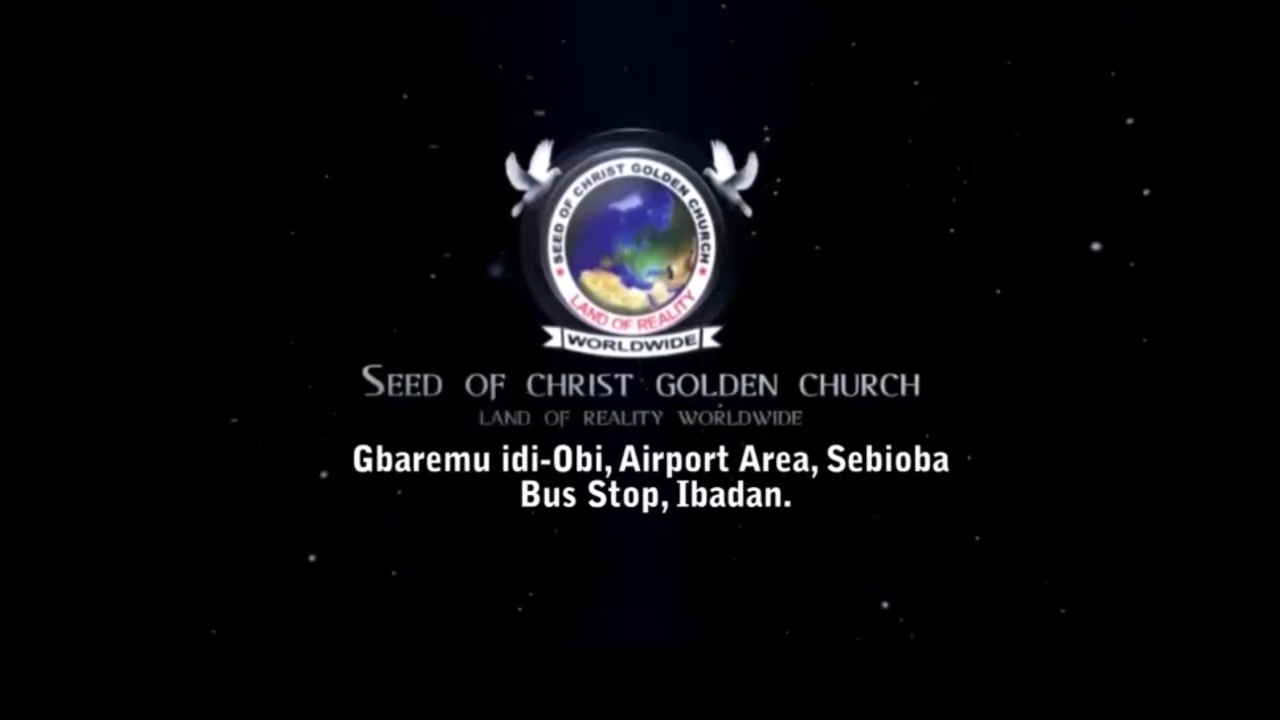 SEED OF CHRIST GOLDEN CHURCH
LAND OF REALITY
WORLDWIDE
SEED OF CHRIST GOLDEN CHURCH
LAND OF REALITY WORLDWIDE
Gbaremu idi-Obi, Airport Area, Sebioba
Bus Stop, Ibadan.